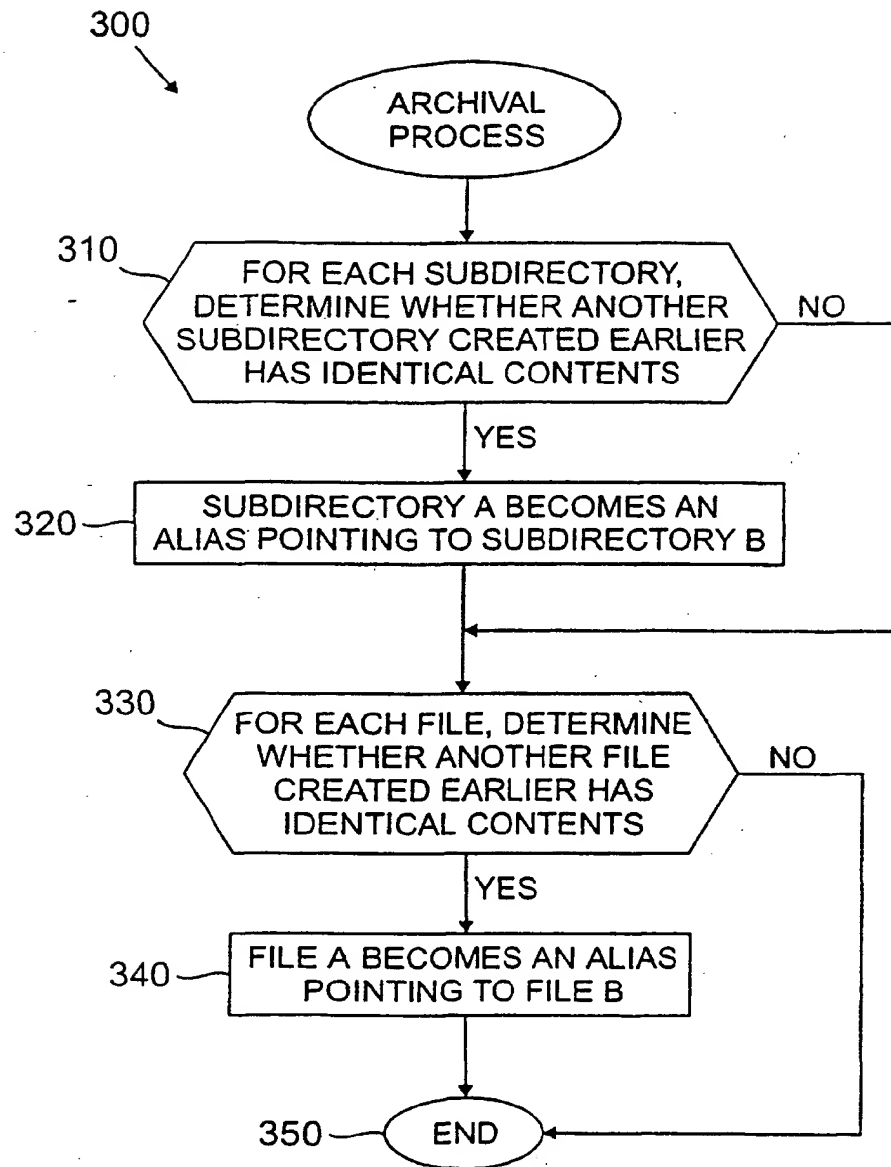 300
ARCHIVAL
PROCESS
310
FOR EACH SUBDIRECTORY,
DETERMINE WHETHER ANOTHER
SUBDIRECTORY CREATED EARLIER
HAS IDENTICAL CONTENTS
NO
YES
320
SUBDIRECTORY A BECOMES AN
ALIAS POINTING TO SUBDIRECTORY B
330
FOR EACH FILE, DETERMINE
WHETHER ANOTHER FILE
CREATED EARLIER HAS
IDENTICAL CONTENTS
NO
YES
340
FILE A BECOMES AN ALIAS
POINTING TO FILE B
350
END